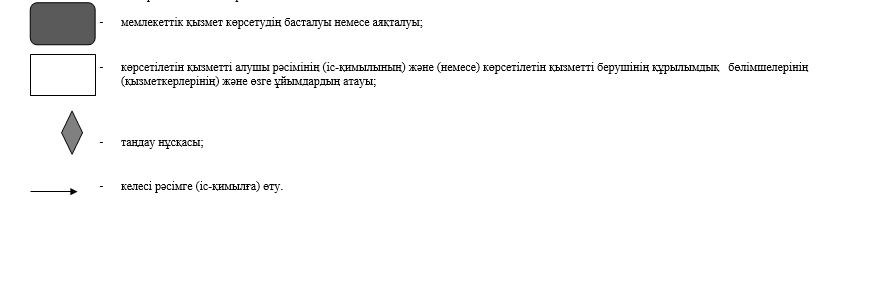 - мемлекеттік қызмет көрсетудің басталуы немесе аяқталуы;
- көрсетілетін қызметті алушы рәсімінің (іс-қимылының) және (немесе) көрсетілетін қызметті берушінің құрылымдық бөлімшелерінің
(қызметкерлерінің) және өзге ұйымдардың атауы;
- таңдау нұсқасы;
- келесі рәсімге (іс-қимылға) өту.